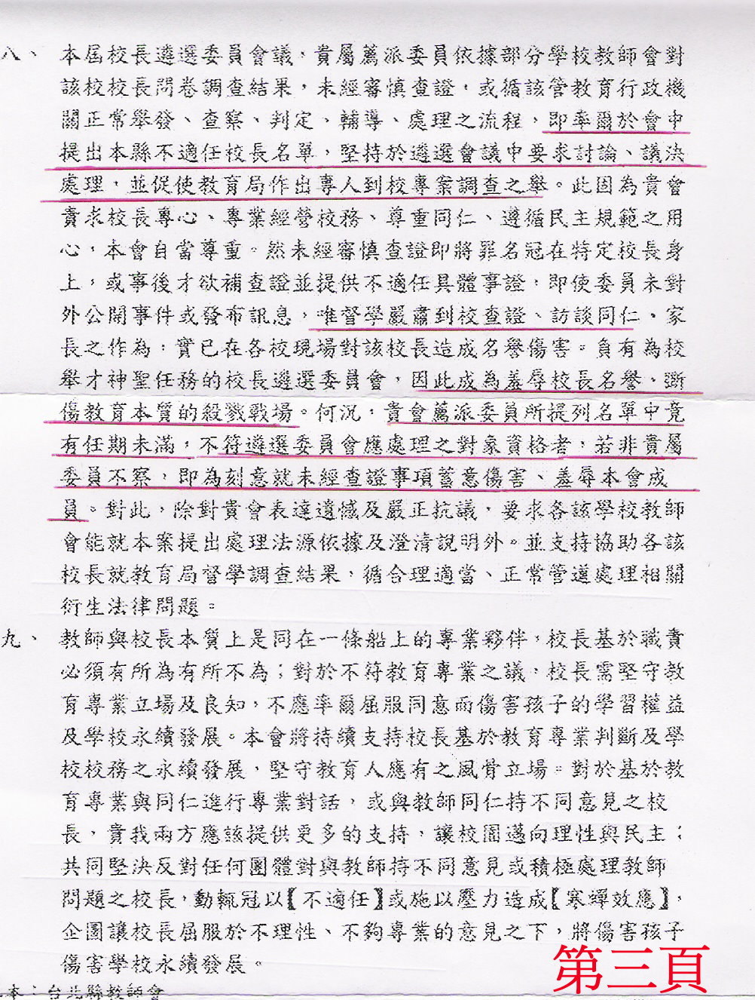 八、本屆校長遴選委員會議，貴屬薦派委員依據部分學校教師會對
該校校長問卷調查結果，未經審慎查證，或循該管教育行政機
關正常舉發、查察、判定、輔導、處理之流程，即率爾於會中
提出本縣不適任校長名單，堅持於遴選會議中要求討論、議決
處理，並促使教育局作出專人到校專案調查之舉。此因為貴會
責求校長專心、專業經營校務、尊重同仁、遵循民主規範之用
心，本會自當尊重。然未經審慎查證即將罪名冠在特定校長身
上，或事後才欲補查證並提供不適任具體事證，即使委員未對
外公開事件或發布訊息，唯督學嚴肅到校查證、訪談同仁、家
長之作為，實已在各校現場對該校長造成名譽傷害。負有為校
舉才神聖任務的校長遴選委員會，因此成為羞辱校長名譽、斲
傷教育本質的殺戮戰場。何況，貴會薦派委員所提列名單中竟
有任期未滿，不符遴選委員會應處理之對象資格者，若非貴屬
委員不察，即為刻意就未經查證事項蓄意傷害、羞辱本會成
員。對此，除對貴會表達遺憾及嚴正抗議，要求各該學校教師
會能就本案提出處理法源依據及澄清說明外。並支持協助各該
校長就教育局督學調查結果，循合理適當、正常管道處理相關
衍生法律問題。
九、教師與校長本質上是同在一條船上的專業夥伴，校長基於職責
必須有所為有所不為；對於不符教育專業之議，校長需堅守教
育專業立場及良知，不應率爾屈服同意而傷害孩子的學習權益
及學校永續發展。本會將持續支持校長基於教育專業判斷及學
校校務之永續發展，堅守教育人應有之風骨立場。對於基於教
育專業與同仁進行專業對話，或與教師同仁持不同意見之校
長，貴我兩方應該提供更多的支持，讓校園邁向理性與民主；
共同堅決反對任何團體對與教師持不同意見或積極處理教師
問題之校長，動輒冠以【不適任】或施以壓力造成【寒蟬效應】，
企圖讓校長屈服於不理性、不夠專業的意見之下，將傷害孩子
傷害學校永續發展。
本：台北縣教師會
第三頁